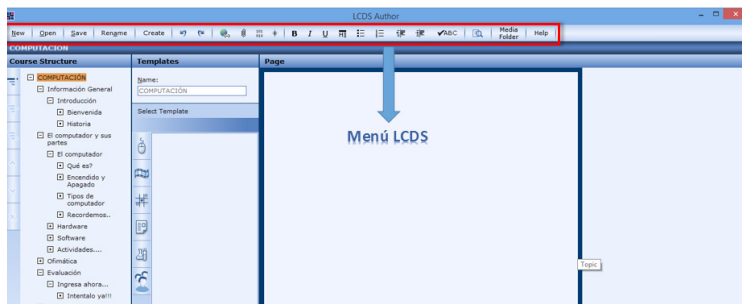 LCDS Author
New Open Save Rename Create B I U ABC Media Folder Help
COMPUTACIÓN
Course Structure Templates Page
COMPUTACIÓN
Información General
Introducción
Bienvenida
Historia
El computador y sus
partes
El computador
Qué es?
Encendido y
Apagado
Tipos de
computador
Recordemos..
Hardware
Software
Actividades....
Ofimática
Evaluación
Ingresa ahora...
Intentalo ya!!!
Name:
COMPUTACIÓN
Select Template
Menú LCDS
Topic